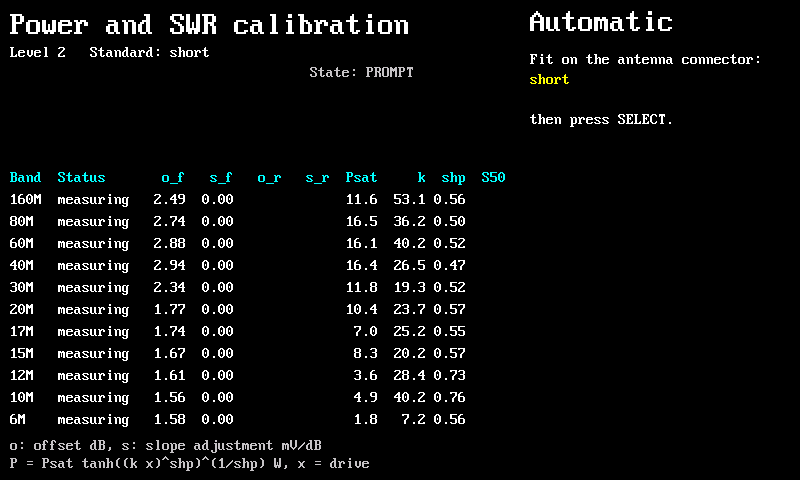 Power and SWR calibration
Level 2 Standard: short
State: PROMPT
Automatic
Fit on the antenna connector:
short
then press SELECT.
Band Status o_f s_f o_r s_r Psat k shp S50
160M measuring 2.49 0.00 11.6 53.1 0.56
80M measuring 2.74 0.00 16.5 36.2 0.50
60M measuring 2.88 0.00 16.1 40.2 0.52
40M measuring 2.94 0.00 16.4 26.5 0.47
30M measuring 2.34 0.00 11.8 19.3 0.52
20M measuring 1.77 0.00 10.4 23.7 0.57
17M measuring 1.74 0.00 7.0 25.2 0.55
15M measuring 1.67 0.00 8.3 20.2 0.57
12M measuring 1.61 0.00 3.6 28.4 0.73
10M measuring 1.56 0.00 4.9 40.2 0.76
6M measuring 1.58 0.00 1.8 7.2 0.56
o: offset dB, s: slope adjustment mV/dB
P = Psat tanh((k x)^shp)^(1/shp) W, x = drive